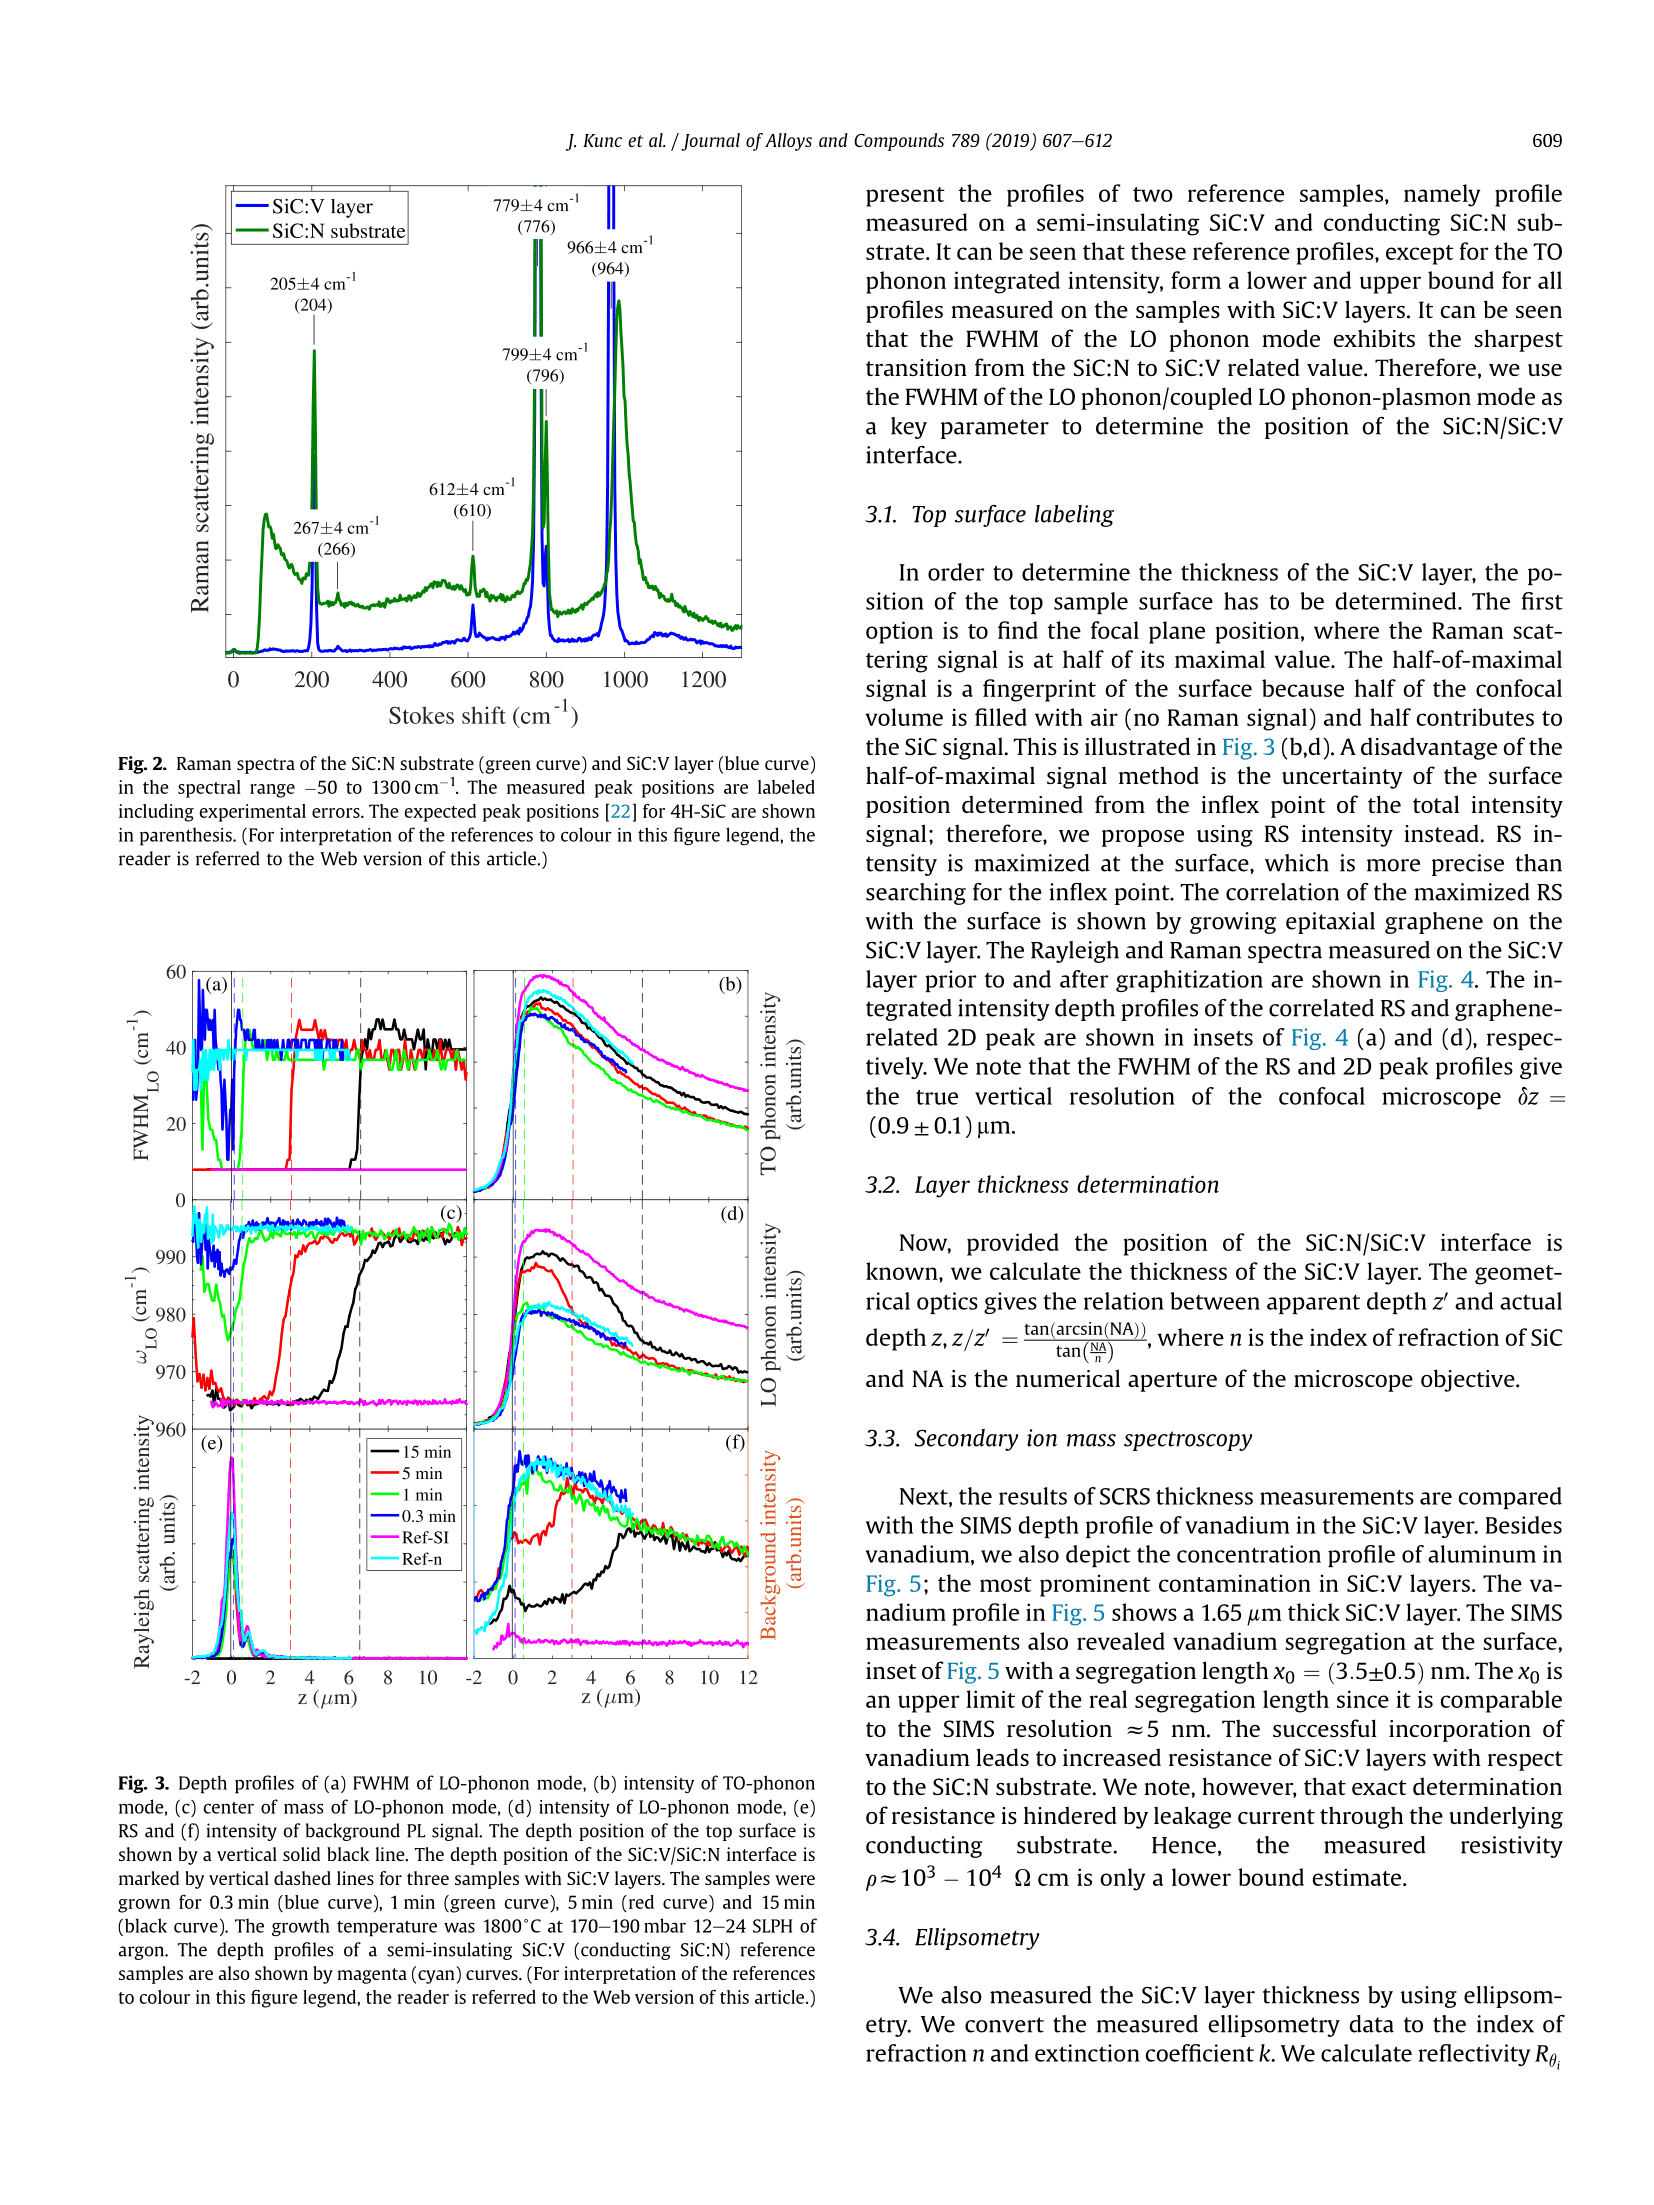 J. Kunc et al. / Journal of Alloys and Compounds 789 (2019) 607–612
609
SiC:V layer
SiC:N substrate
779±4 cm-1
(776)
966±4 cm-1
(964)
205±4 cm-1
(204)
799±4 cm-1
(796)
612±4 cm-1
(610)
267±4 cm-1
(266)
Raman scattering intensity (arb.units)
0 200 400 600 800 1000 1200
Stokes shift (cm-1)
Fig. 2. Raman spectra of the SiC:N substrate (green curve) and SiC:V layer (blue curve)
in the spectral range −50 to 1300 cm−1. The measured peak positions are labeled
including experimental errors. The expected peak positions [22] for 4H-SiC are shown
in parenthesis. (For interpretation of the references to colour in this figure legend, the
reader is referred to the Web version of this article.)
60
40
20
0
FWHMLO (cm-1)
(a)
(b)
TO phonon intensity
(arb.units)
990
980
970
960
ωLO (cm-1)
(c)
(d)
LO phonon intensity
(arb.units)
Rayleigh scattering intensity
(arb. units)
(e)
15 min
5 min
1 min
0.3 min
Ref-SI
Ref-n
(f)
Background intensity
(arb.units)
-2 0 2 4 6 8 10
z (μm)
-2 0 2 4 6 8 10 12
z (μm)
Fig. 3. Depth profiles of (a) FWHM of LO-phonon mode, (b) intensity of TO-phonon
mode, (c) center of mass of LO-phonon mode, (d) intensity of LO-phonon mode, (e)
RS and (f) intensity of background PL signal. The depth position of the top surface is
shown by a vertical solid black line. The depth position of the SiC:V/SiC:N interface is
marked by vertical dashed lines for three samples with SiC:V layers. The samples were
grown for 0.3 min (blue curve), 1 min (green curve), 5 min (red curve) and 15 min
(black curve). The growth temperature was 1800°C at 170–190 mbar 12–24 SLPH of
argon. The depth profiles of a semi-insulating SiC:V (conducting SiC:N) reference
samples are also shown by magenta (cyan) curves. (For interpretation of the references
to colour in this figure legend, the reader is referred to the Web version of this article.)
present the profiles of two reference samples, namely profile
measured on a semi-insulating SiC:V and conducting SiC:N sub-
strate. It can be seen that these reference profiles, except for the TO
phonon integrated intensity, form a lower and upper bound for all
profiles measured on the samples with SiC:V layers. It can be seen
that the FWHM of the LO phonon mode exhibits the sharpest
transition from the SiC:N to SiC:V related value. Therefore, we use
the FWHM of the LO phonon/coupled LO phonon-plasmon mode as
a key parameter to determine the position of the SiC:N/SiC:V
interface.
3.1. Top surface labeling
In order to determine the thickness of the SiC:V layer, the po-
sition of the top sample surface has to be determined. The first
option is to find the focal plane position, where the Raman scat-
tering signal is at half of its maximal value. The half-of-maximal
signal is a fingerprint of the surface because half of the confocal
volume is filled with air (no Raman signal) and half contributes to
the SiC signal. This is illustrated in Fig. 3 (b,d). A disadvantage of the
half-of-maximal signal method is the uncertainty of the surface
position determined from the inflex point of the total intensity
signal; therefore, we propose using RS intensity instead. RS in-
tensity is maximized at the surface, which is more precise than
searching for the inflex point. The correlation of the maximized RS
with the surface is shown by growing epitaxial graphene on the
SiC:V layer. The Rayleigh and Raman spectra measured on the SiC:V
layer prior to and after graphitization are shown in Fig. 4. The in-
tegrated intensity depth profiles of the correlated RS and graphene-
related 2D peak are shown in insets of Fig. 4 (a) and (d), respec-
tively. We note that the FWHM of the RS and 2D peak profiles give
the true vertical resolution of the confocal microscope δz =
(0.9 ± 0.1) μm.
3.2. Layer thickness determination
Now, provided the position of the SiC:N/SiC:V interface is
known, we calculate the thickness of the SiC:V layer. The geomet-
rical optics gives the relation between apparent depth z′ and actual
depth z, z/z′ = tan(arcsin(NA))/tan(NA/n), where n is the index of refraction of SiC
and NA is the numerical aperture of the microscope objective.
3.3. Secondary ion mass spectroscopy
Next, the results of SCRS thickness measurements are compared
with the SIMS depth profile of vanadium in the SiC:V layer. Besides
vanadium, we also depict the concentration profile of aluminum in
Fig. 5; the most prominent contamination in SiC:V layers. The va-
nadium profile in Fig. 5 shows a 1.65 μm thick SiC:V layer. The SIMS
measurements also revealed vanadium segregation at the surface,
inset of Fig. 5 with a segregation length x0 = (3.5±0.5) nm. The x0 is
an upper limit of the real segregation length since it is comparable
to the SIMS resolution ≈5 nm. The successful incorporation of
vanadium leads to increased resistance of SiC:V layers with respect
to the SiC:N substrate. We note, however, that exact determination
of resistance is hindered by leakage current through the underlying
conducting substrate. Hence, the measured resistivity
ρ≈10³ − 10⁴ Ω cm is only a lower bound estimate.
3.4. Ellipsometry
We also measured the SiC:V layer thickness by using ellipsom-
etry. We convert the measured ellipsometry data to the index of
refraction n and extinction coefficient k. We calculate reflectivity Rθi